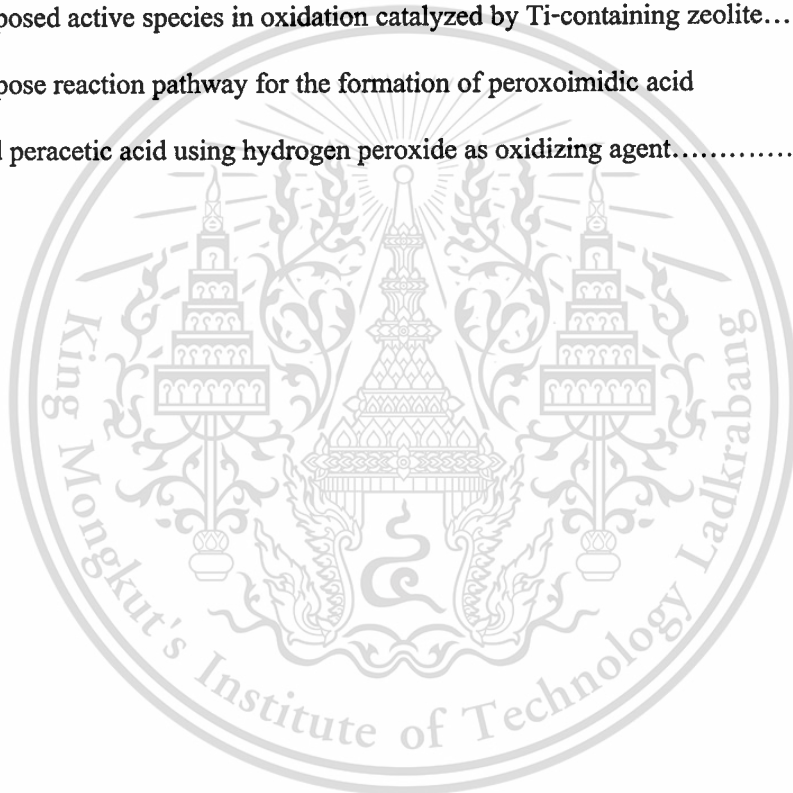 posed active species in oxidation catalyzed by Ti-containing zeolite...
pose reaction pathway for the formation of peroxoimidic acid
peracetic acid using hydrogen peroxide as oxidizing agent.............
King Mongkut's Institute of Technology Ladkrabang